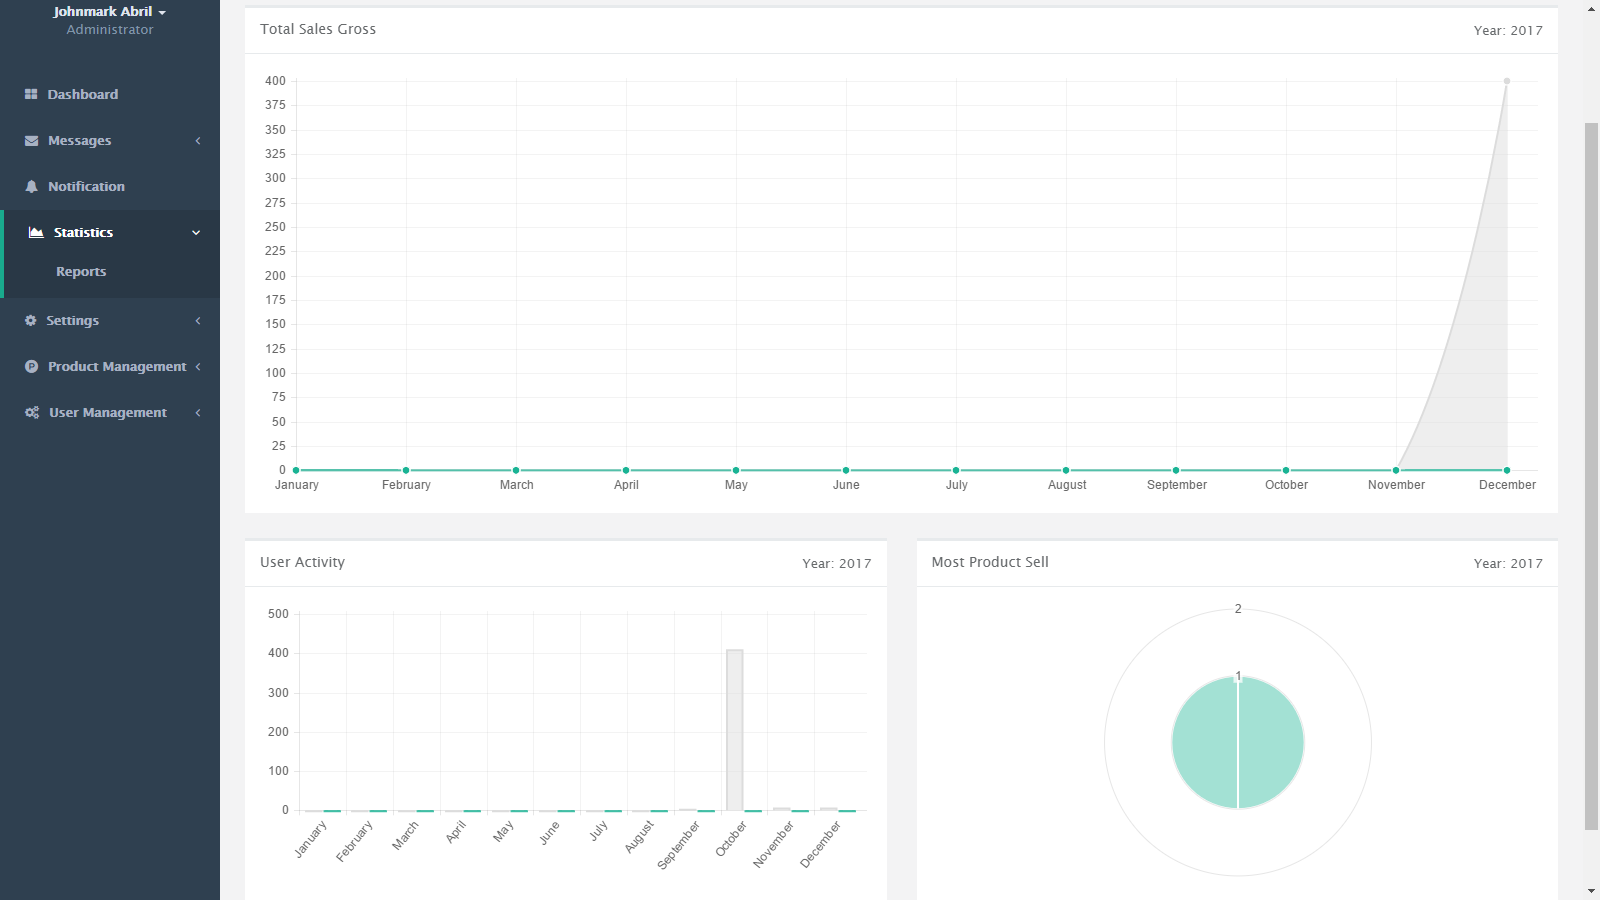 Johnmark Abril
Administrator
Dashboard
Messages
Notification
Statistics
Reports
Settings
Product Management
User Management
Total Sales Gross
Year: 2017
400
375
350
325
300
275
250
225
200
175
150
125
100
75
50
25
0
January February March April May June July August September October November December
User Activity
Year: 2017
500
400
300
200
100
0
January February March April May June July August September October November December
Most Product Sell
Year: 2017
2
1